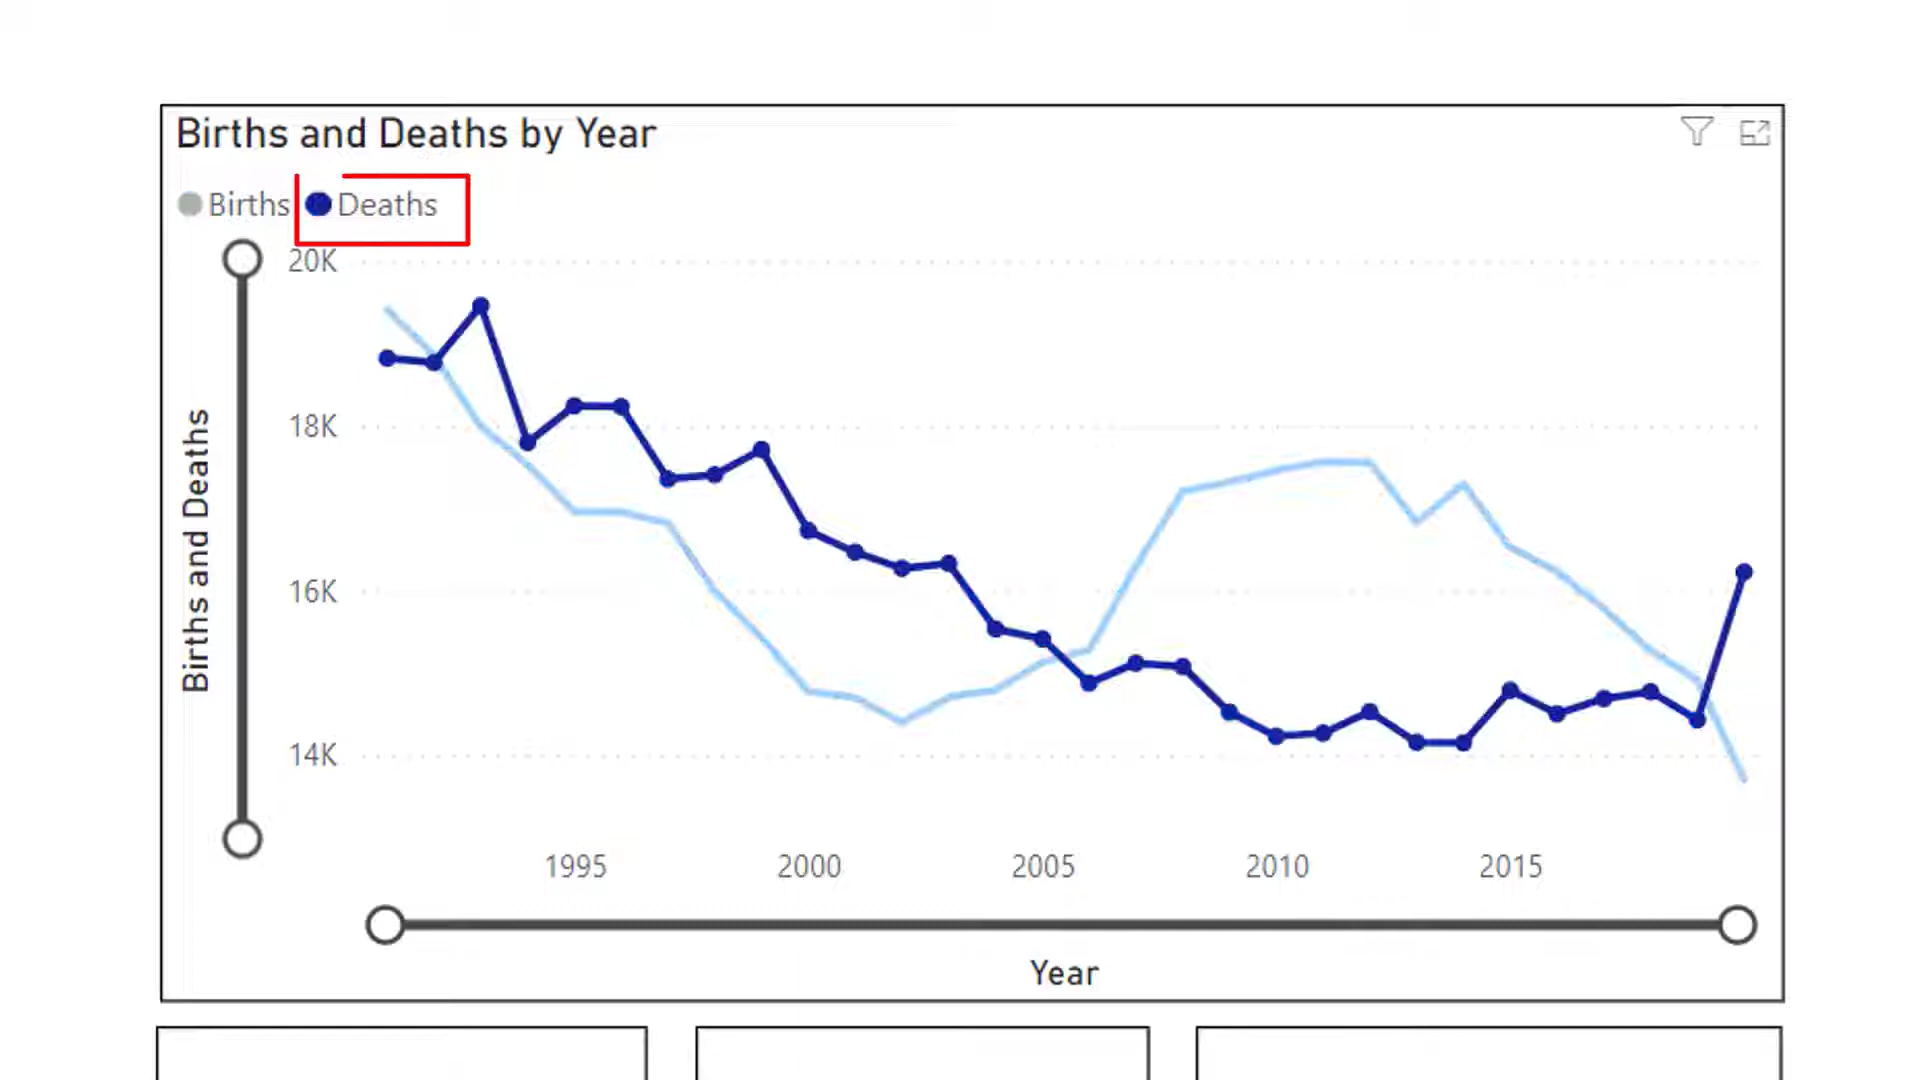 Births and Deaths by Year
Births Deaths
20K
18K
16K
14K
Births and Deaths
1995 2000 2005 2010 2015
Year